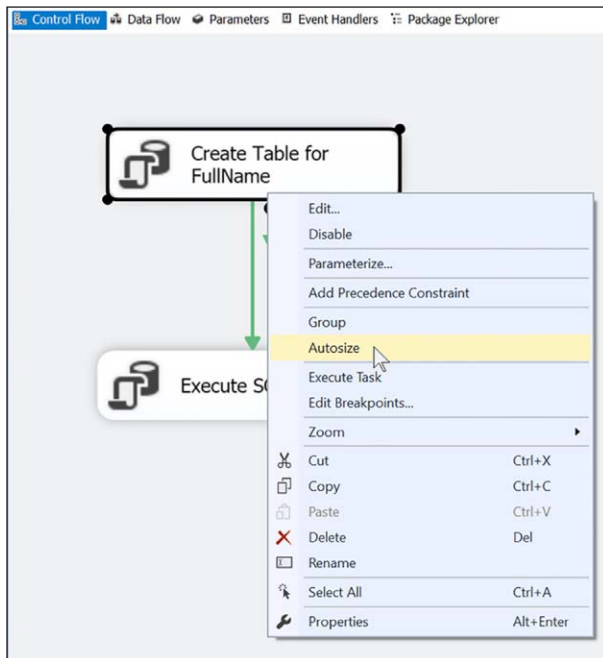 Control Flow Data Flow Parameters Event Handlers Package Explorer
Create Table for
FullName
Edit...
Disable
Parameterize...
Add Precedence Constraint
Group
Autosize
Execute Task
Execute S
Edit Breakpoints...
Zoom
Cut Ctrl+X
Copy Ctrl+C
Paste Ctrl+V
Delete Del
Rename
Select All Ctrl+A
Properties Alt+Enter